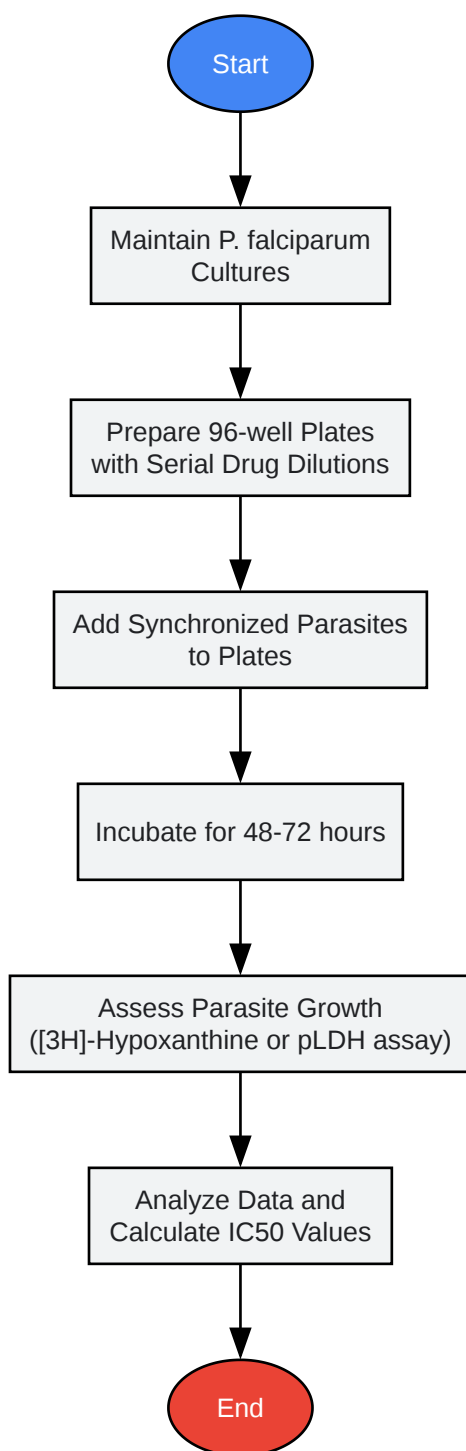 Start
Maintain P. falciparum
Cultures
Prepare 96-well Plates
with Serial Drug Dilutions
Add Synchronized Parasites
to Plates
Incubate for 48-72 hours
Assess Parasite Growth
([3H]-Hypoxanthine or pLDH assay)
Analyze Data and
Calculate IC50 Values
End